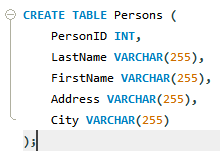 CREATE TABLE Persons (
PersonID INT,
LastName VARCHAR(255),
FirstName VARCHAR(255),
Address VARCHAR(255),
City VARCHAR(255)
);